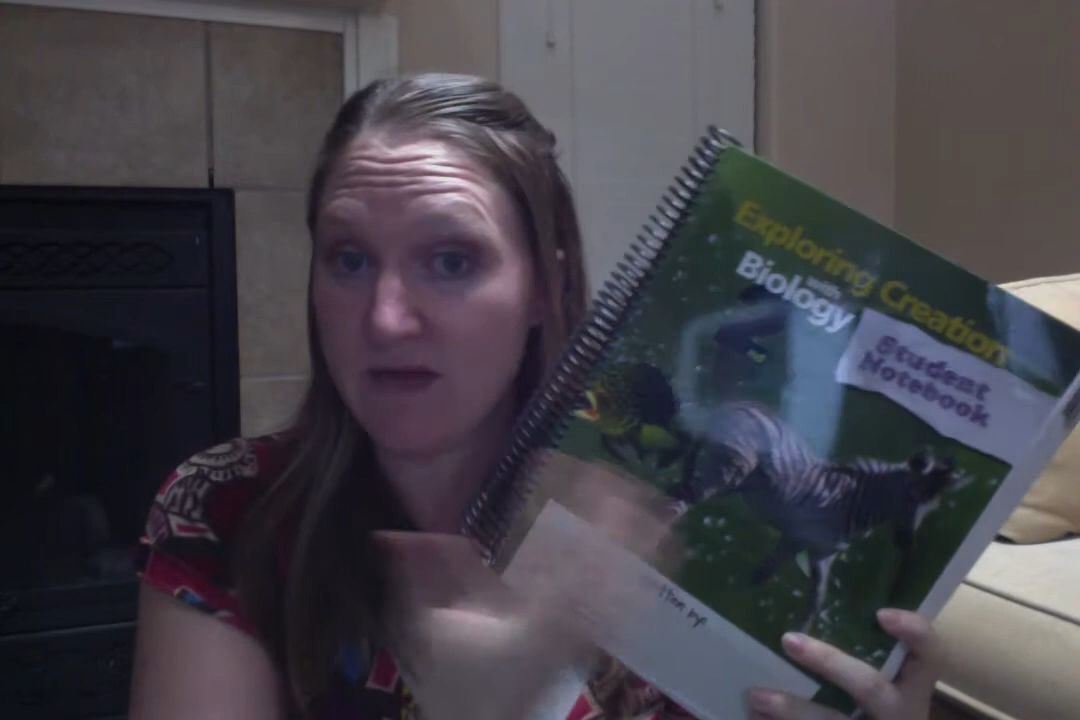 Exploring Creation
with
Biology
Student
Notebook